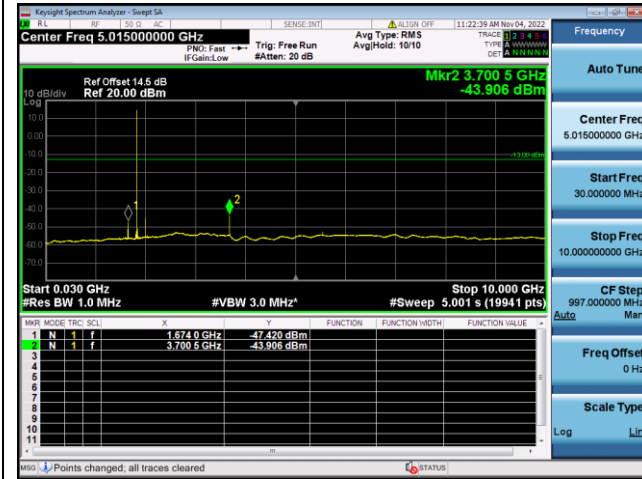 Keysight Spectrum Analyzer - Swept SA
RL RF 50 Ω AC SENSE:INT ALIGN OFF 11:22:39 AM Nov 04, 2022
Center Freq 5.015000000 GHz
PNO: Fast
IFGain:Low
Trig: Free Run
#Atten: 20 dB
Avg Type: RMS
Avg|Hold: 10/10
TRACE 1 2 3 4 5 6
TYPE A WWWWW
DET A NNNNN
Frequency
Ref Offset 14.5 dB
10 dB/div Ref 20.00 dBm
Log
Mkr2 3.700 5 GHz
-43.906 dBm
10.0
0.00
-10.0
-13.00 dBm
-20.0
-30.0
-40.0
-50.0
-60.0
-70.0
1
2
Start 0.030 GHz
Stop 10.000 GHz
#Res BW 1.0 MHz
#VBW 3.0 MHz*
#Sweep 5.001 s (19941 pts)
MKR MODE TRC SCL X Y FUNCTION FUNCTION WIDTH FUNCTION VALUE
1 N 1 f 1.674 0 GHz -47.420 dBm
2 N 1 f 3.700 5 GHz -43.906 dBm
3
4
5
6
7
8
9
10
11
MSG Points changed; all traces cleared
STATUS
Auto Tune
Center Freq
5.015000000 GHz
Start Freq
30.000000 MHz
Stop Freq
10.000000000 GHz
CF Step
997.000000 MHz
Auto Man
Freq Offset
0 Hz
Scale Type
Log Lin